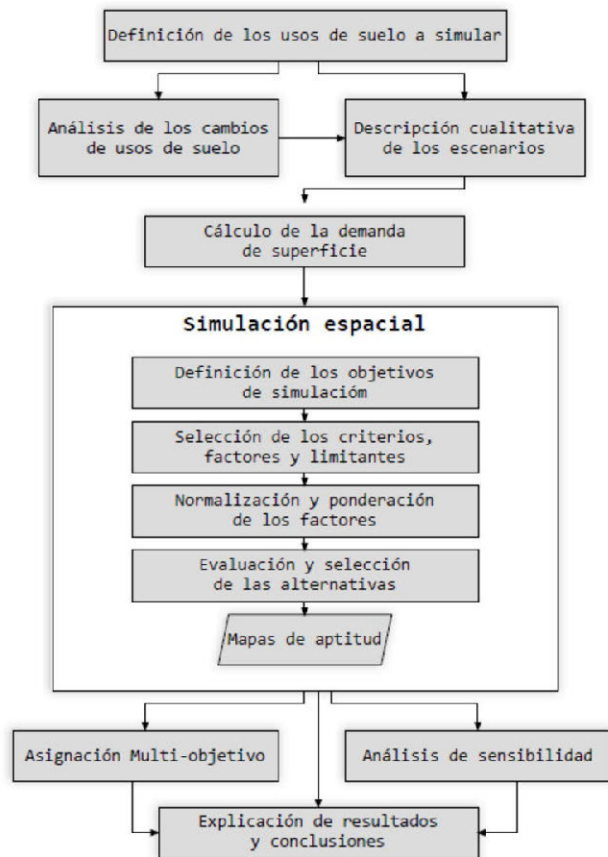 Definición de los usos de suelo a simular
Análisis de los cambios
de usos de suelo
Descripción cualitativa
de los escenarios
Cálculo de la demanda
de superficie
Simulación espacial
Definición de los objetivos
de simulacióm
Selección de los criterios,
factores y limitantes
Normalización y ponderación
de los factores
Evaluación y selección
de las alternativas
Mapas de aptitud
Asignación Multi-objetivo
Análisis de sensibilidad
Explicación de resultados
y conclusiones